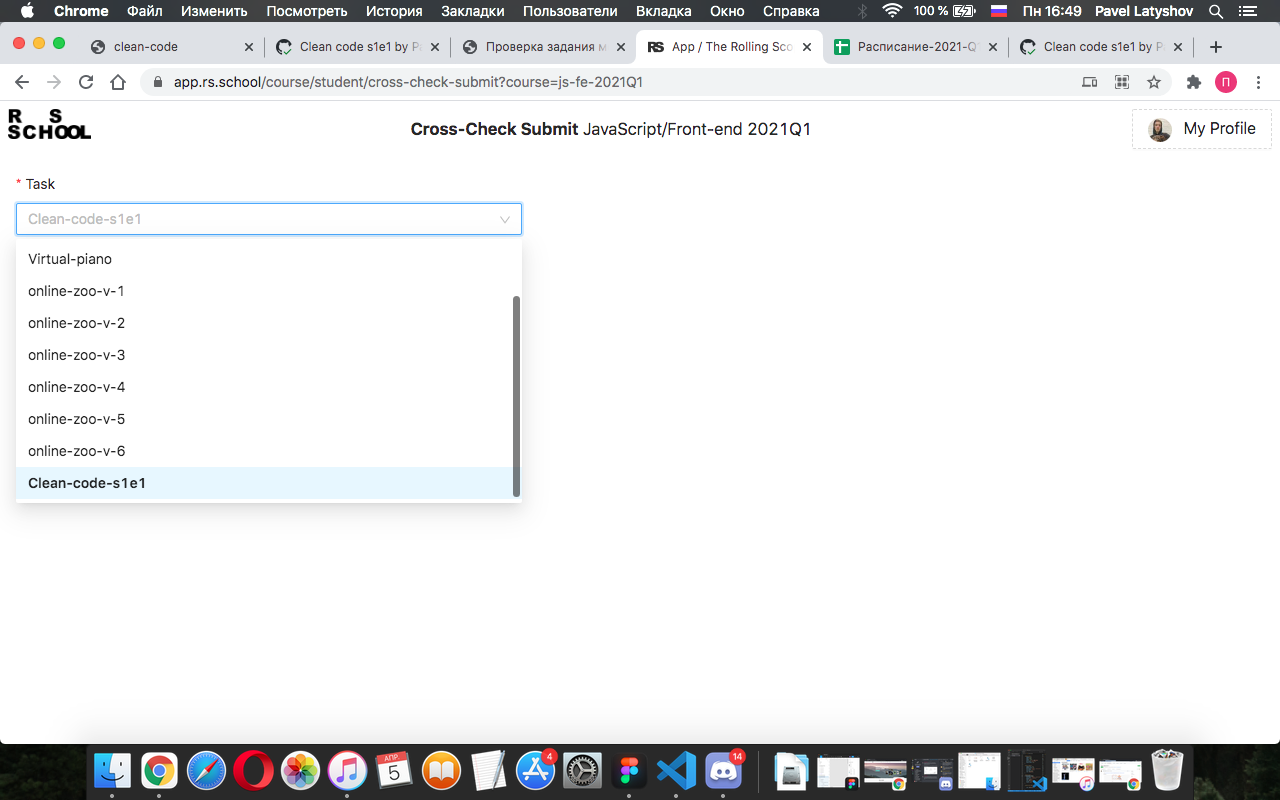 Chrome Файл Изменить Посмотреть История Закладки Пользователи Вкладка Окно Справка 100 % Пн 16:49 Pavel Latyshov
clean-code Clean code s1e1 by P Проверка задания App / The Rolling Sco Расписание-2021-Q Clean code s1e1 by P
app.rs.school/course/student/cross-check-submit?course=js-fe-2021Q1 П
R S
SCHOOL
Cross-Check Submit JavaScript/Front-end 2021Q1
My Profile
* Task
Clean-code-s1e1
Virtual-piano
online-zoo-v-1
online-zoo-v-2
online-zoo-v-3
online-zoo-v-4
online-zoo-v-5
online-zoo-v-6
Clean-code-s1e1
АПР
5
4
14